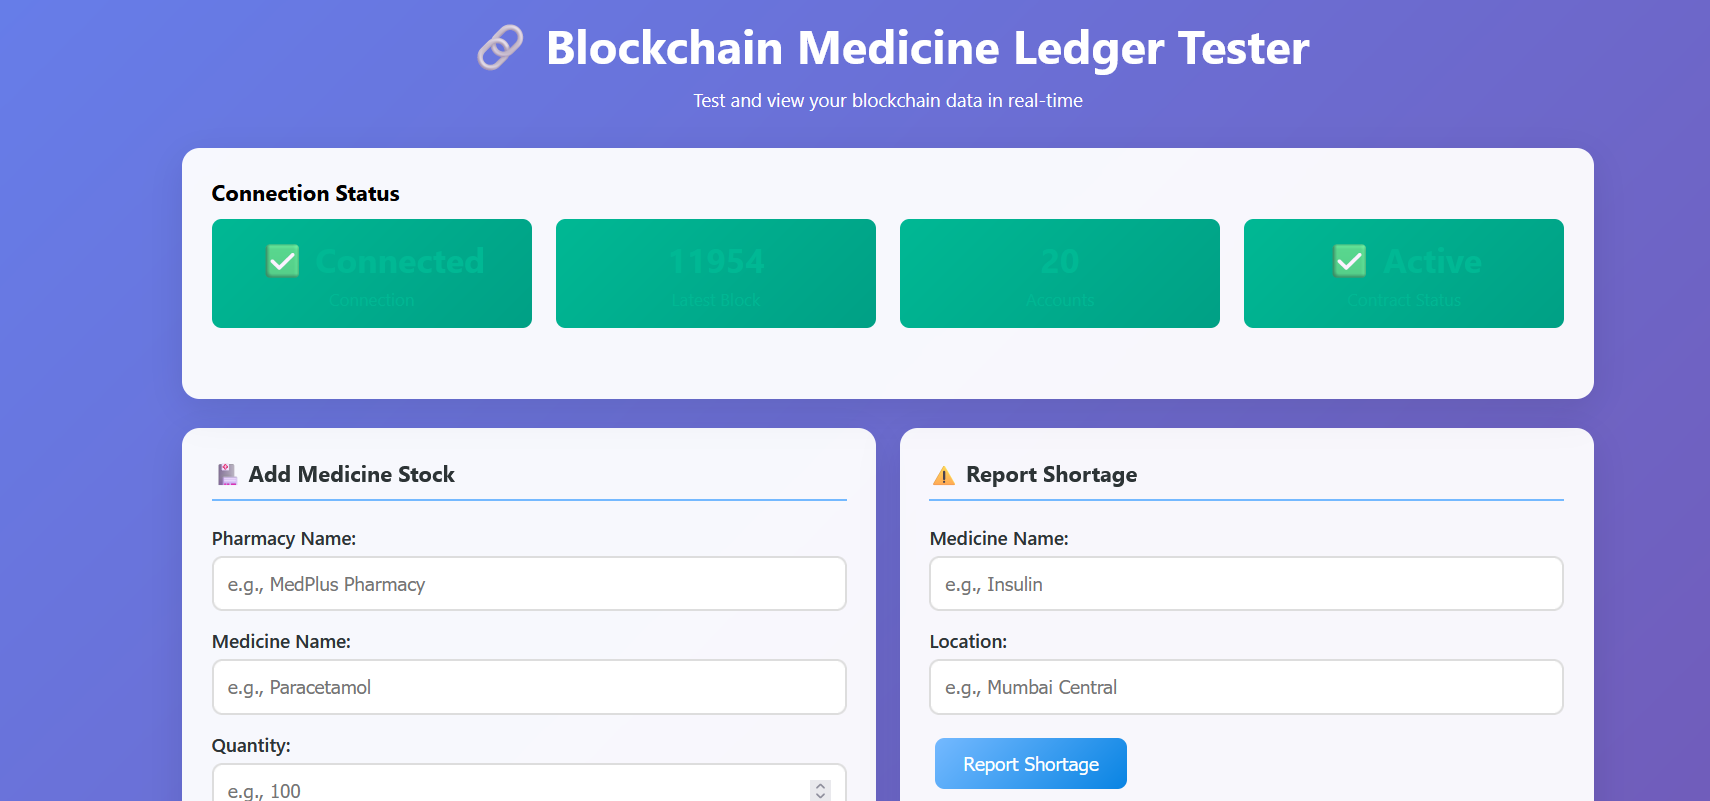 Blockchain Medicine Ledger Tester
Test and view your blockchain data in real-time
Connection Status
Connected
Connection
11954
Latest Block
20
Accounts
Active
Contract Status
Add Medicine Stock
Pharmacy Name:
e.g., MedPlus Pharmacy
Medicine Name:
e.g., Paracetamol
Quantity:
e.g., 100
Report Shortage
Medicine Name:
e.g., Insulin
Location:
e.g., Mumbai Central
Report Shortage